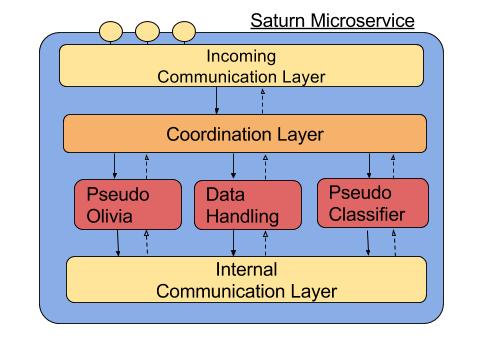 Saturn Microservice
Incoming
Communication Layer
Coordination Layer
Pseudo
Olivia
Data
Handling
Pseudo
Classifier
Internal
Communication Layer